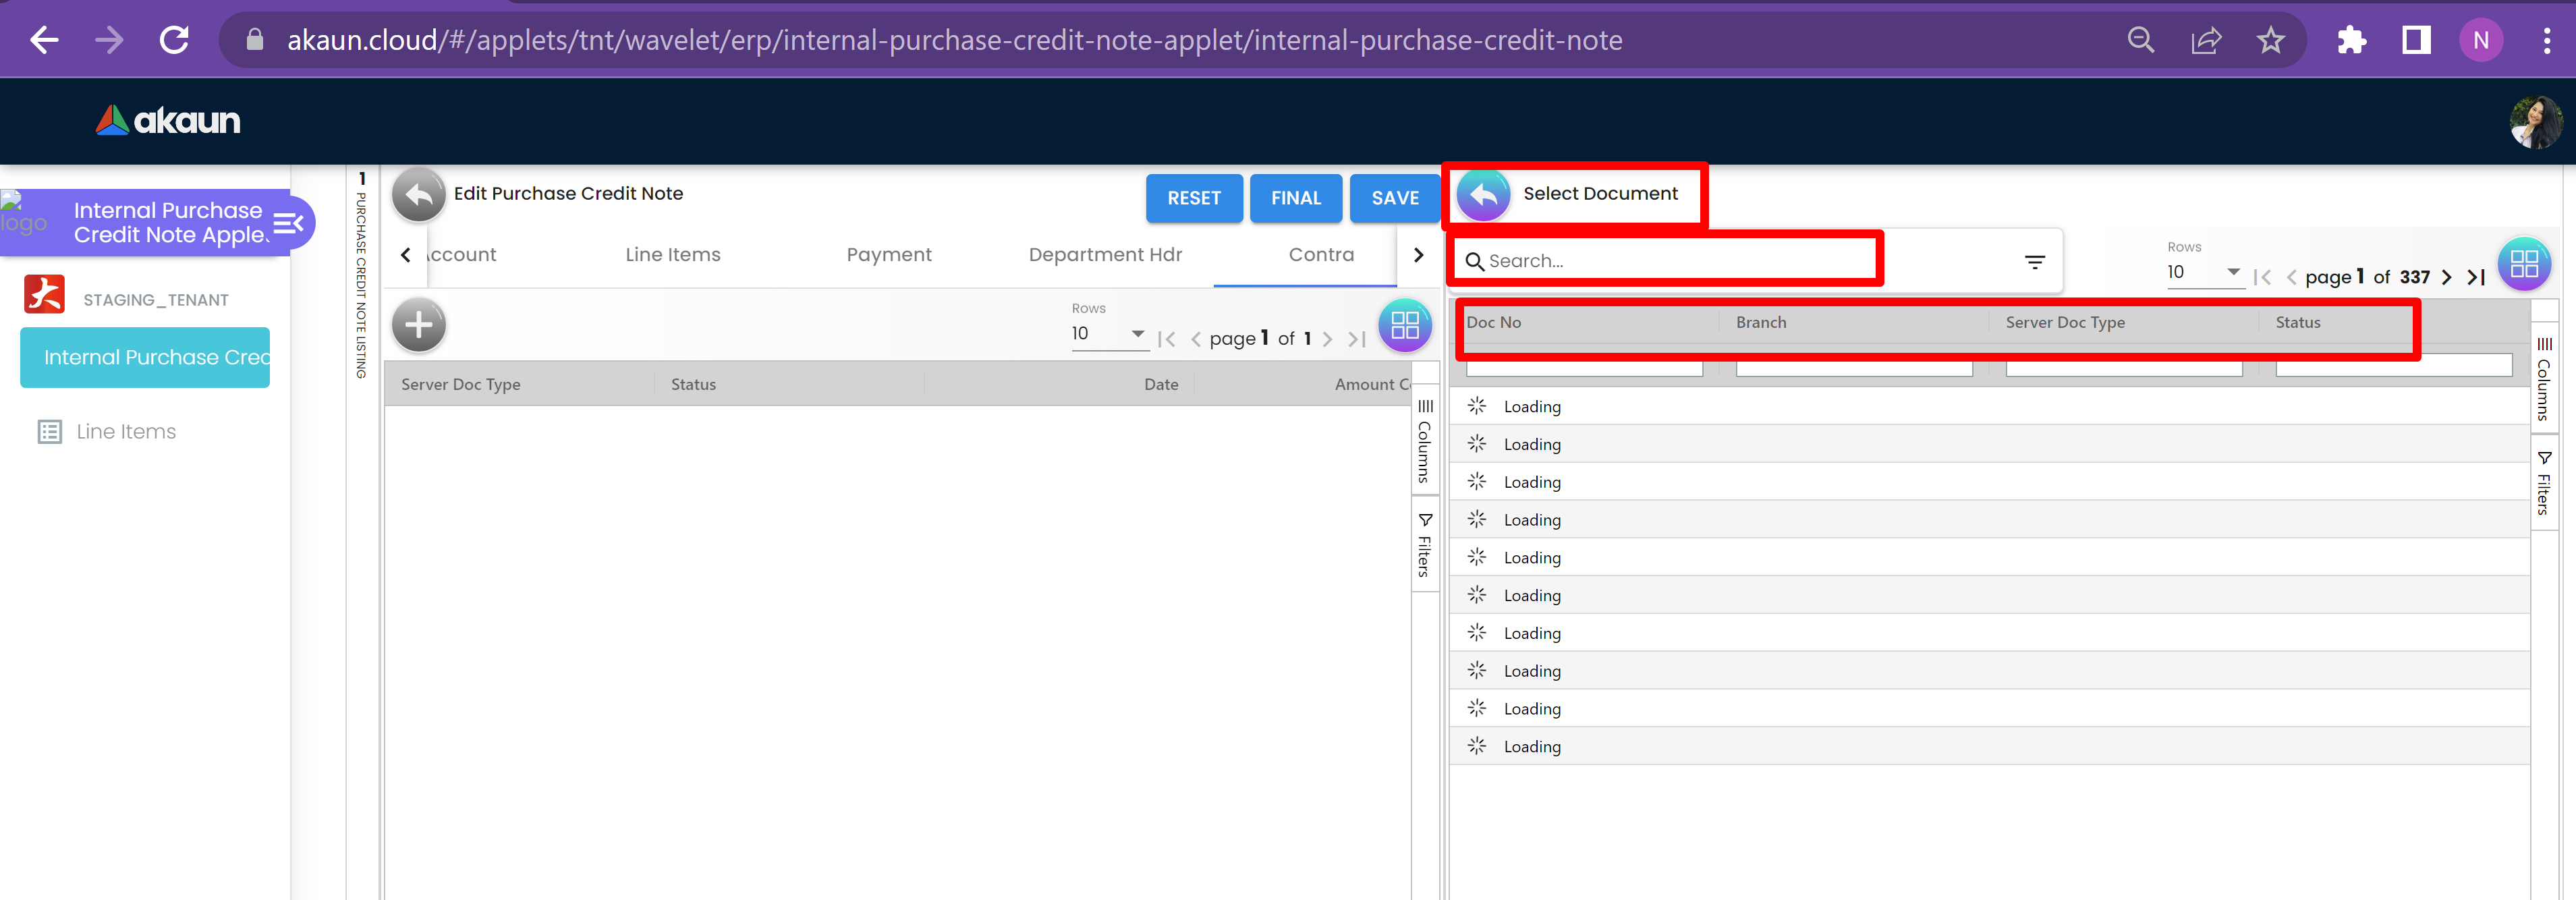 akaun.cloud/#/applets/tnt/wavelet/erp/internal-purchase-credit-note-applet/internal-purchase-credit-note
N
akaun
logo
Internal Purchase
Credit Note Apple
STAGING_TENANT
Internal Purchase Cred
Line Items
1 PURCHASE CREDIT NOTE LISTING
Edit Purchase Credit Note
RESET FINAL SAVE
ccount Line Items Payment Department Hdr Contra
Rows
10
page 1 of 1
Server Doc Type Status Date Amount C
Columns
Filters
Select Document
Search...
Rows
10
page 1 of 337
Doc No Branch Server Doc Type Status
Loading
Loading
Loading
Loading
Loading
Loading
Loading
Loading
Loading
Loading
Columns
Filters